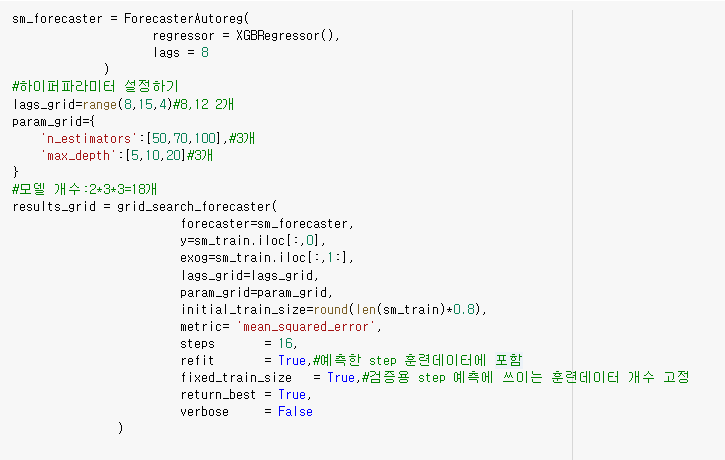 sm_forecaster = ForecasterAutoreg(
                    regressor = XGBRegressor(),
                    lags = 8
             )
#하이퍼파라미터 설정하기
lags_grid=range(8,15,4)#8,12 2개
param_grid={
    'n_estimators':[50,70,100],#3개
    'max_depth':[5,10,20]#3개
}
#모델 개수:2*3*3=18개
results_grid = grid_search_forecaster(
                        forecaster=sm_forecaster,
                        y=sm_train.iloc[:,0],
                        exog=sm_train.iloc[:,1:],
                        lags_grid=lags_grid,
                        param_grid=param_grid,
                        initial_train_size=round(len(sm_train)*0.8),
                        metric= 'mean_squared_error',
                        steps       = 16,
                        refit       = True,#예측한 step 훈련데이터에 포함
                        fixed_train_size   = True,#검증용 step 예측에 쓰이는 훈련데이터 개수 고정
                        return_best = True,
                        verbose     = False
               )